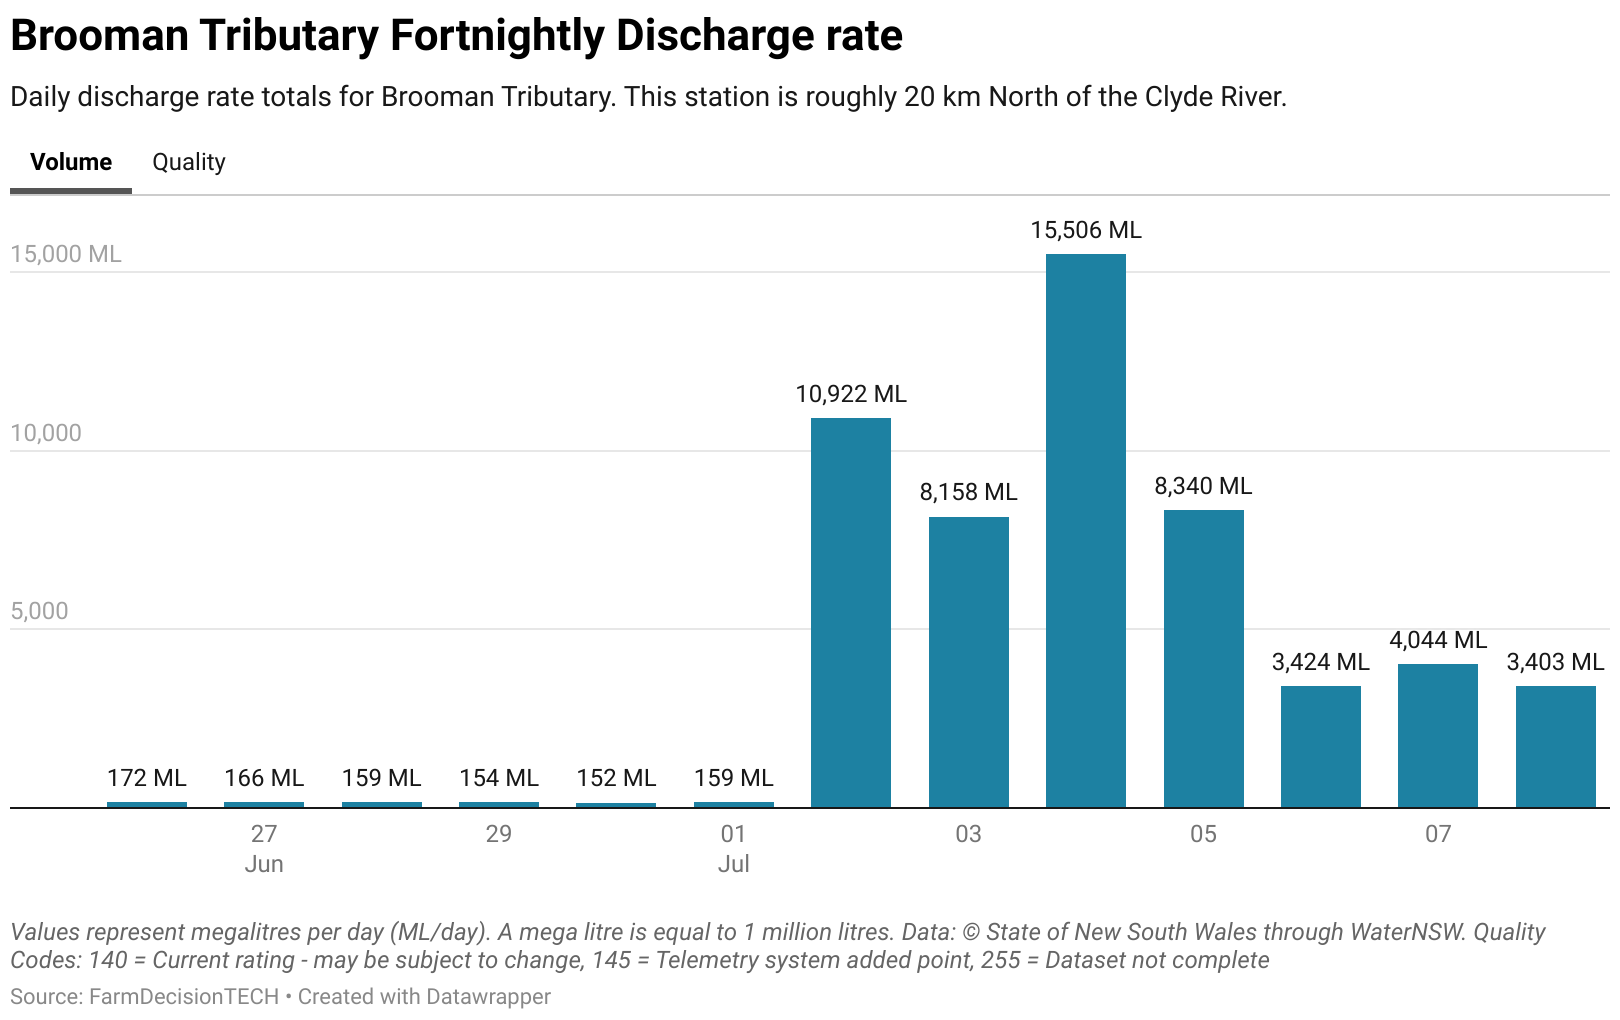 Brooman Tributary Fortnightly Discharge rate
Daily discharge rate totals for Brooman Tributary. This station is roughly 20 km North of the Clyde River.
Volume Quality
15,506 ML
15,000 ML
10,922 ML
10,000
8,158 ML
8,340 ML
5,000
4,044 ML
3,424 ML
3,403 ML
172 ML 166 ML 159 ML 154 ML 152 ML 159 ML
27 29 01 03 05 07
Jun Jul
Values represent megalitres per day (ML/day). A mega litre is equal to 1 million litres. Data: © State of New South Wales through WaterNSW. Quality
Codes: 140 = Current rating - may be subject to change, 145 = Telemetry system added point, 255 = Dataset not complete
Source: FarmDecisionTECH • Created with Datawrapper